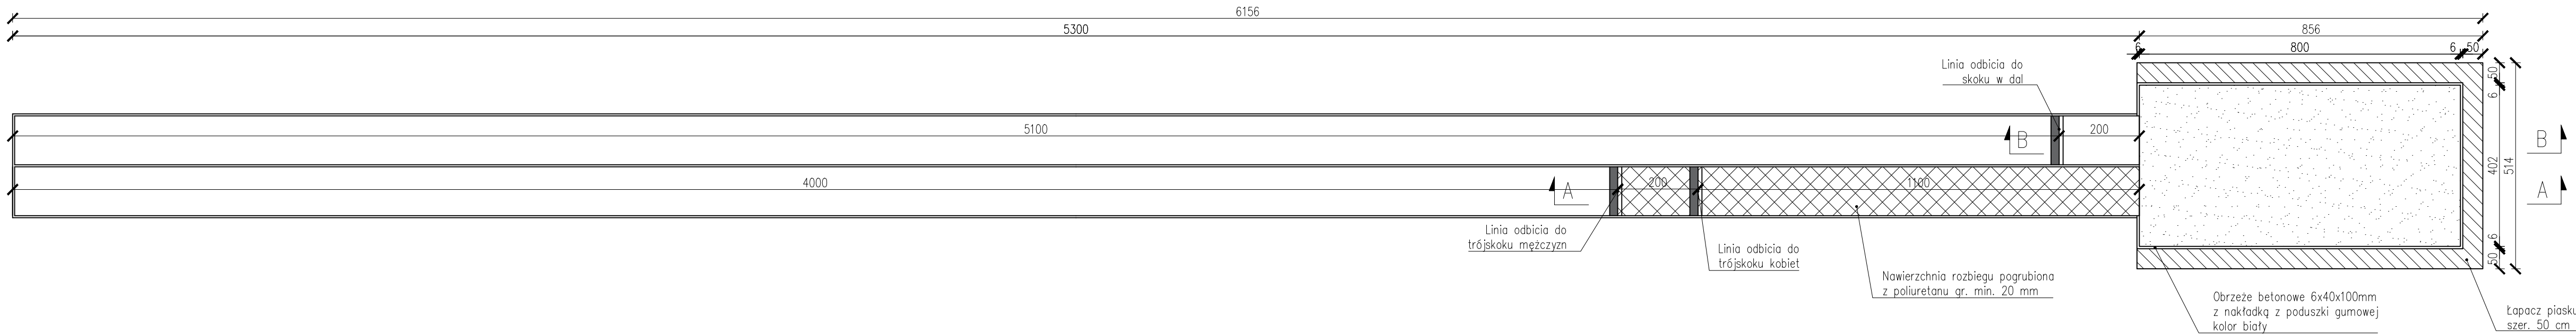 6156
5300
856
6
800
6
50
Linia odbicia do
skoku w dal
50
6
5100
B
200
B
402
514
4000
A
200
1100
A
Linia odbicia do
trójskoku mężczyzn
Linia odbicia do
trójskoku kobiet
6
50
Nawierzchnia rozbiegu pogrubiona
z poliuretanu gr. min. 20 mm
Obrzeże betonowe 6x40x100mm
z nakładką z poduszki gumowej
kolor biały
Łapacz piasku
szer. 50 cm